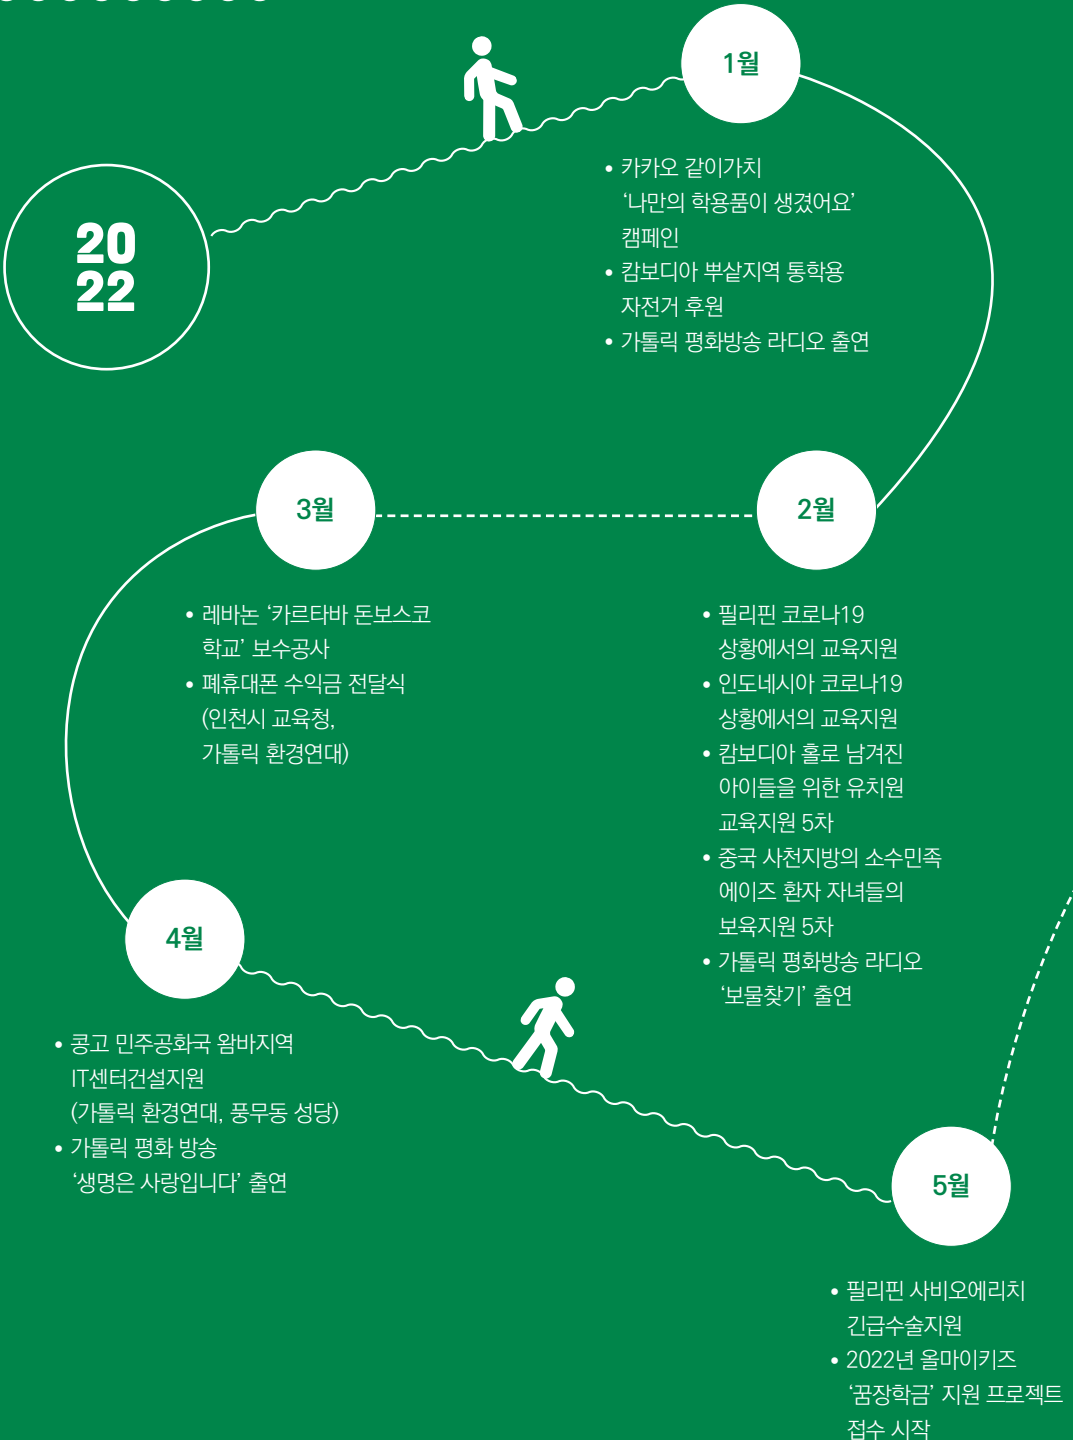 20
22
1월
• 카카오 같이가치
‘나만의 학용품이 생겼어요’
캠페인
• 캄보디아 뿌삳지역 통학용
자전거 후원
• 가톨릭 평화방송 라디오 출연
2월
• 필리핀 코로나19
상황에서의 교육지원
• 인도네시아 코로나19
상황에서의 교육지원
• 캄보디아 홀로 남겨진
아이들을 위한 유치원
교육지원 5차
• 중국 사천지방의 소수민족
에이즈 환자 자녀들의
보육지원 5차
• 가톨릭 평화방송 라디오
‘보물찾기’ 출연
3월
• 레바논 ‘카르타바 돈보스코
학교’ 보수공사
• 폐휴대폰 수익금 전달식
(인천시 교육청,
가톨릭 환경연대)
4월
• 콩고 민주공화국 왐바지역
IT센터건설지원
(가톨릭 환경연대, 풍무동 성당)
• 가톨릭 평화 방송
‘생명은 사랑입니다’ 출연
5월
• 필리핀 사비오에리치
긴급수술지원
• 2022년 올마이키즈
‘꿈장학금’ 지원 프로젝트
접수 시작